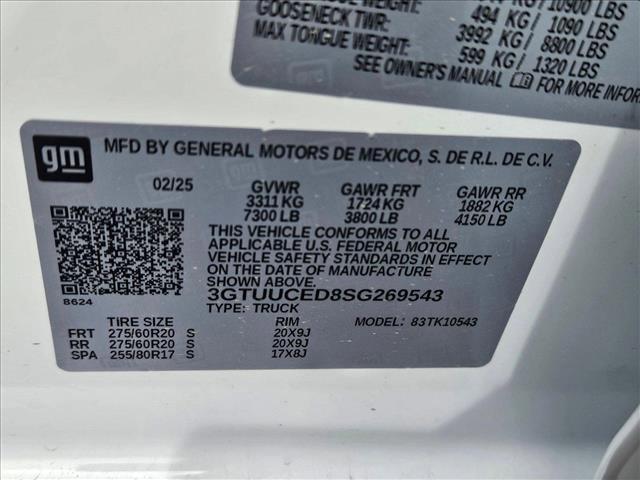 KG/10900 LBS
GOOSENECK TWR: 494 KG / 1090 LBS
MAX TONGUE WEIGHT: 3992 KG / 8800 LBS
599 KG / 1320 LBS
SEE OWNER'S MANUAL FOR MORE INFOR
gm
MFD BY GENERAL MOTORS DE MEXICO, S. DE R.L. DE C.V.
02/25 GVWR GAWR FRT GAWR RR
3311 KG 1724 KG 1882 KG
7300 LB 3800 LB 4150 LB
THIS VEHICLE CONFORMS TO ALL
APPLICABLE U.S. FEDERAL MOTOR
VEHICLE SAFETY STANDARDS IN EFFECT
ON THE DATE OF MANUFACTURE
SHOWN ABOVE.
8624
3GTUUCED8SG269543
TYPE: TRUCK
TIRE SIZE RIM MODEL: 83TK10543
FRT 275/60R20 S 20X9J
RR 275/60R20 S 20X9J
SPA 255/80R17 S 17X8J